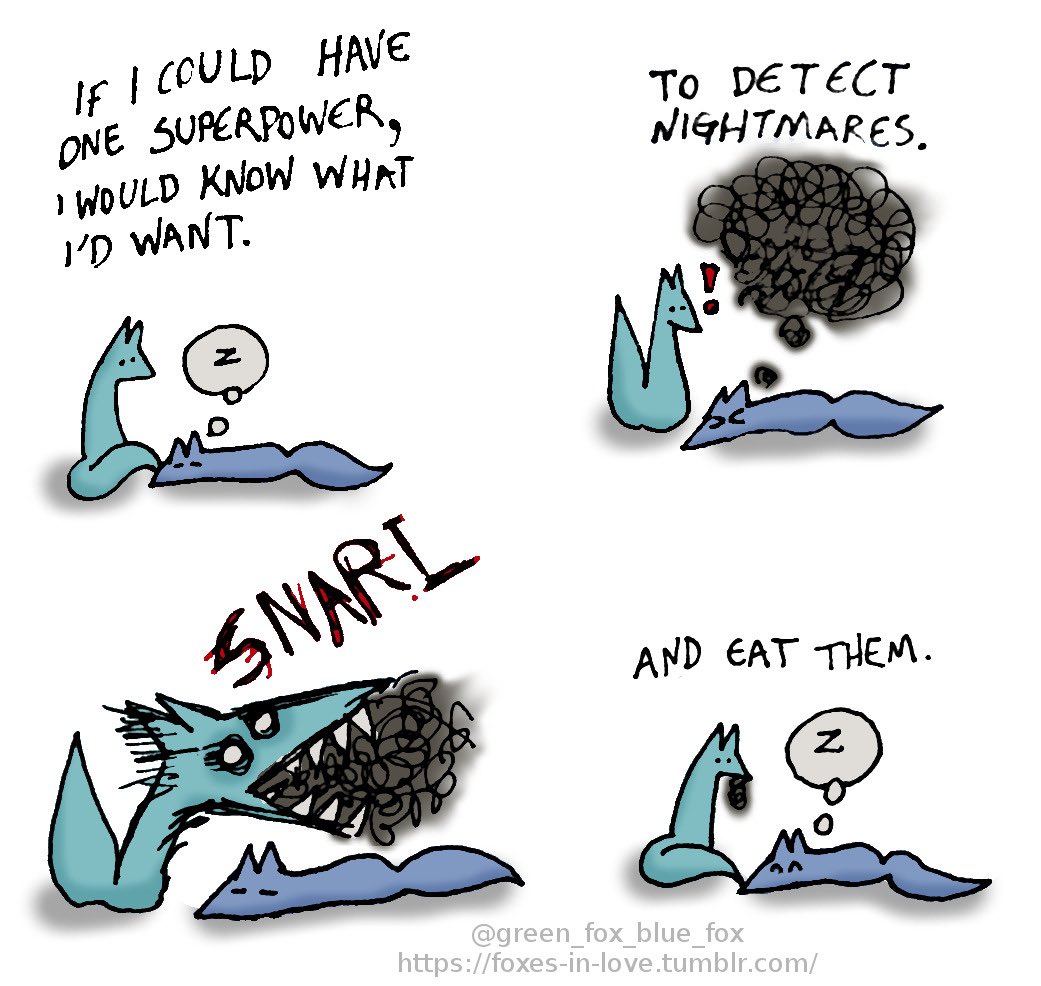 IF I COULD HAVE
ONE SUPERPOWER,
I WOULD KNOW WHAT
I'D WANT.
Z
TO DETECT
NIGHTMARES.
!
SNARL
AND EAT THEM.
Z
@green_fox_blue_fox
https://foxes-in-love.tumblr.com/